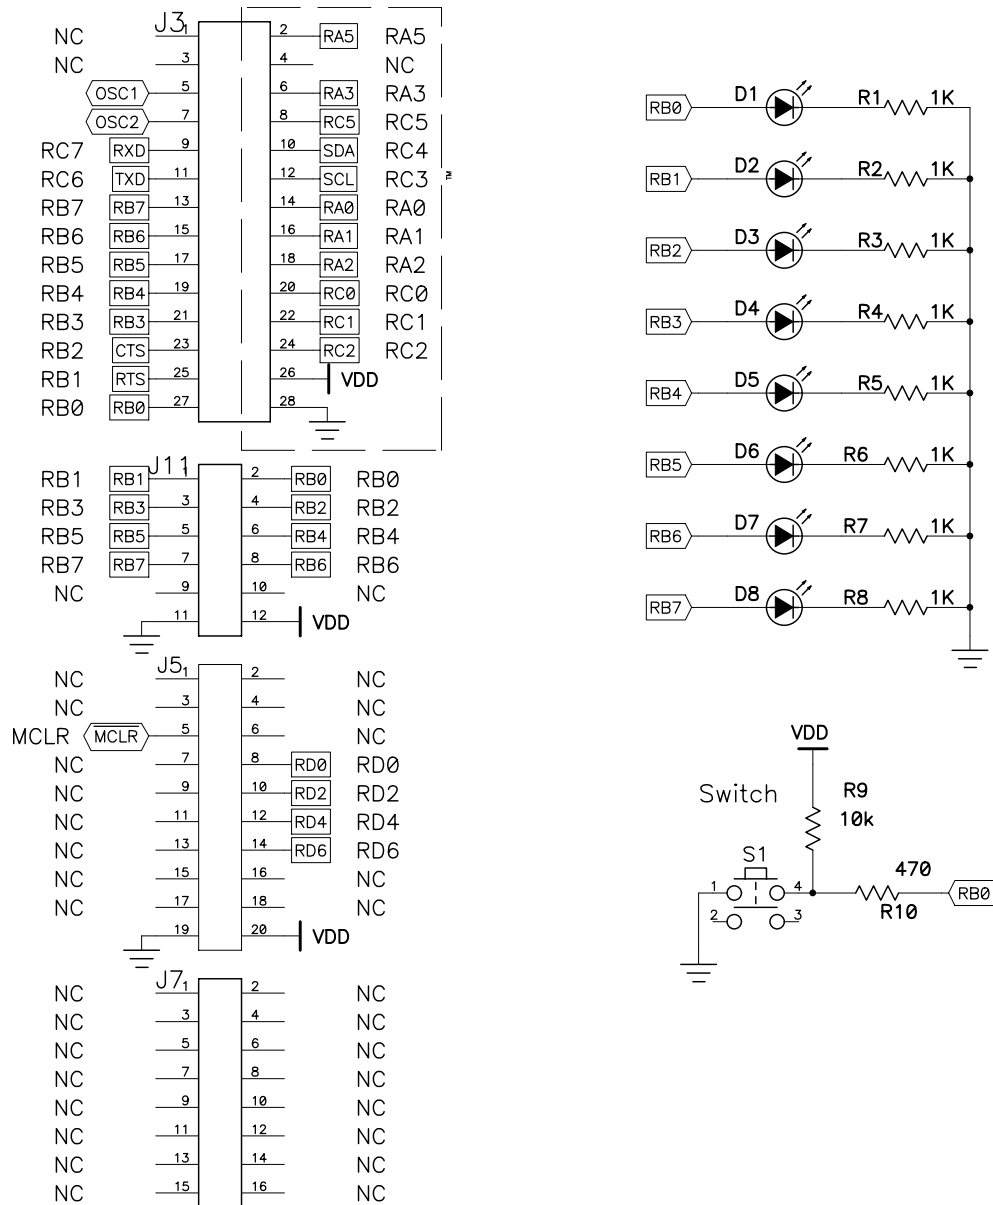 J3
NC 1 2 RA5 RA5
NC 3 4 NC
OSC1 5 6 RA3 RA3
OSC2 7 8 RC5 RC5
RC7 RXD 9 10 SDA RC4
RC6 TXD 11 12 SCL RC3 ™
RB7 RB7 13 14 RA0 RA0
RB6 RB6 15 16 RA1 RA1
RB5 RB5 17 18 RA2 RA2
RB4 RB4 19 20 RC0 RC0
RB3 RB3 21 22 RC1 RC1
RB2 CTS 23 24 RC2 RC2
RB1 RTS 25 26 VDD
RB0 RB0 27 28
J11
RB1 RB1 1 2 RB0 RB0
RB3 RB3 3 4 RB2 RB2
RB5 RB5 5 6 RB4 RB4
RB7 RB7 7 8 RB6 RB6
NC 9 10 NC
11 12 VDD
J5
NC 1 2 NC
NC 3 4 NC
MCLR MCLR 5 6 NC
NC 7 8 RD0 RD0
NC 9 10 RD2 RD2
NC 11 12 RD4 RD4
NC 13 14 RD6 RD6
NC 15 16 NC
NC 17 18 NC
19 20 VDD
J7
NC 1 2 NC
NC 3 4 NC
NC 5 6 NC
NC 7 8 NC
NC 9 10 NC
NC 11 12 NC
NC 13 14 NC
NC 15 16 NC
RB0 D1 R1 1K
RB1 D2 R2 1K
RB2 D3 R3 1K
RB3 D4 R4 1K
RB4 D5 R5 1K
RB5 D6 R6 1K
RB6 D7 R7 1K
RB7 D8 R8 1K
VDD
Switch R9
10k
S1
470
1 4 RB0
R10
2 3